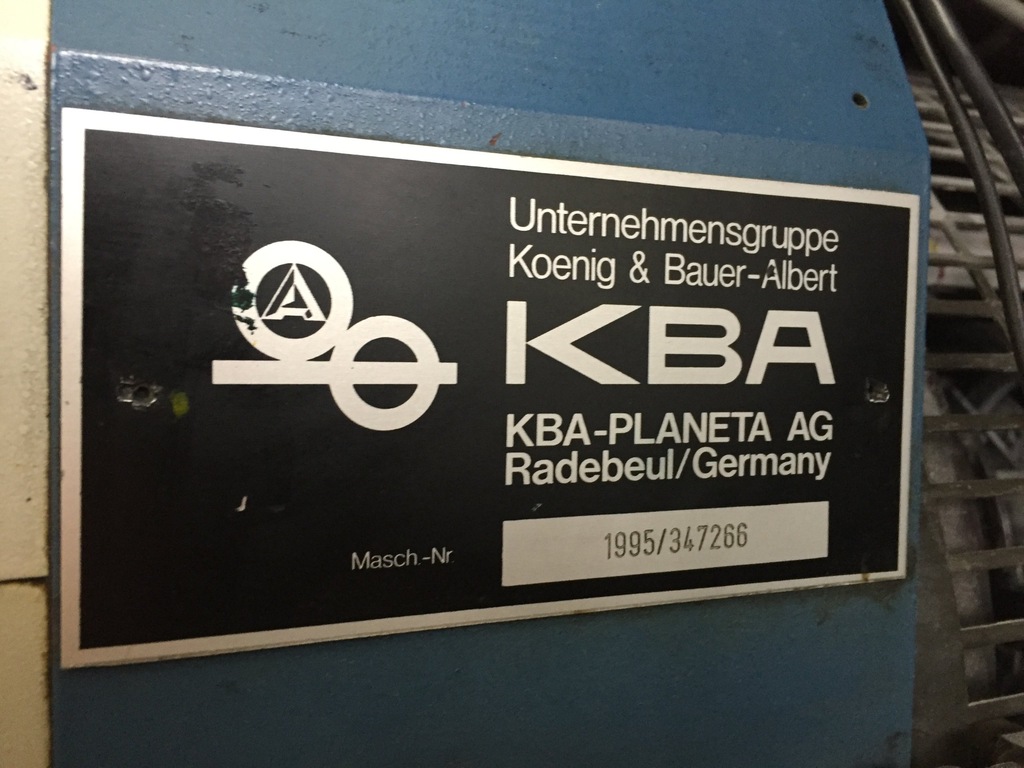 Unternehmensgruppe
Koenig & Bauer-Albert
A
KBA
KBA-PLANETA AG
Radebeul/Germany
Masch.-Nr. 1995/347266